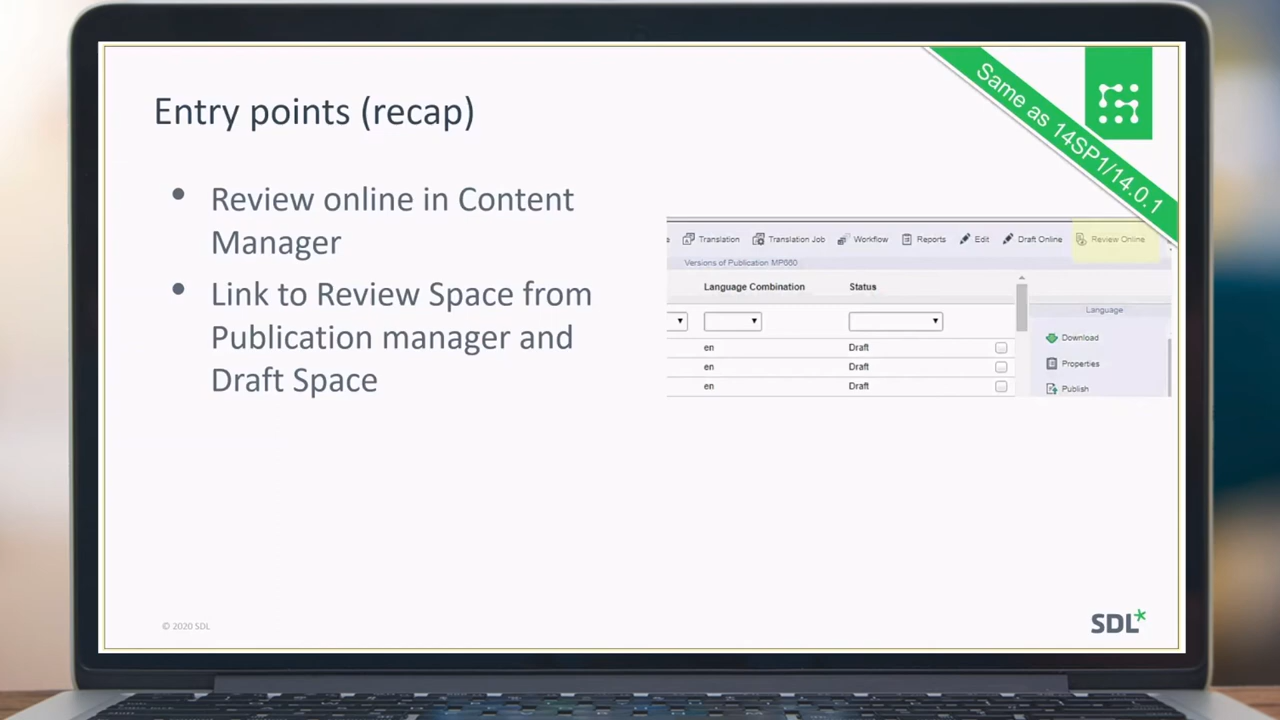 Entry points (recap)
Same as 14SP1/14.0.1
• Review online in Content
Manager
• Link to Review Space from
Publication manager and
Draft Space
Translation Translation Job Workflow Reports Edit Draft Online Review Online
Versions of Publication MP660
Language Combination Status
Language
Download
en Draft
Properties
en Draft
en Draft
Publish
© 2020 SDL
SDL*